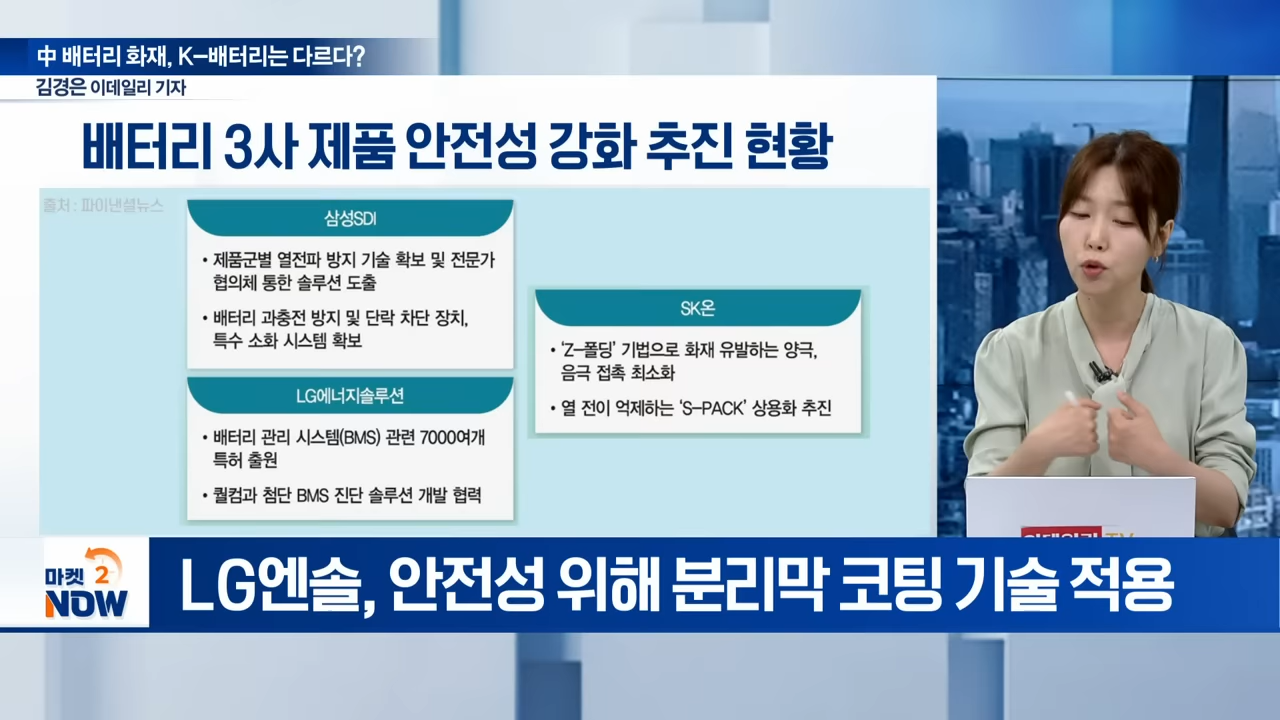 中 배터리 화재, K-배터리는 다르다?
김경은 이데일리 기자
배터리 3사 제품 안전성 강화 추진 현황
출처 : 파이낸셜뉴스
삼성SDI
• 제품군별 열전파 방지 기술 확보 및 전문가
협의체 통한 솔루션 도출
• 배터리 과충전 방지 및 단락 차단 장치,
특수 소화 시스템 확보
LG에너지솔루션
• 배터리 관리 시스템(BMS) 관련 7000여개
특허 출원
• 퀄컴과 첨단 BMS 진단 솔루션 개발 협력
SK온
• ‘Z-폴딩’ 기법으로 화재 유발하는 양극,
음극 접촉 최소화
• 열 전이 억제하는 ‘S-PACK’ 상용화 추진
마켓 2
NOW
LG엔솔, 안전성 위해 분리막 코팅 기술 적용